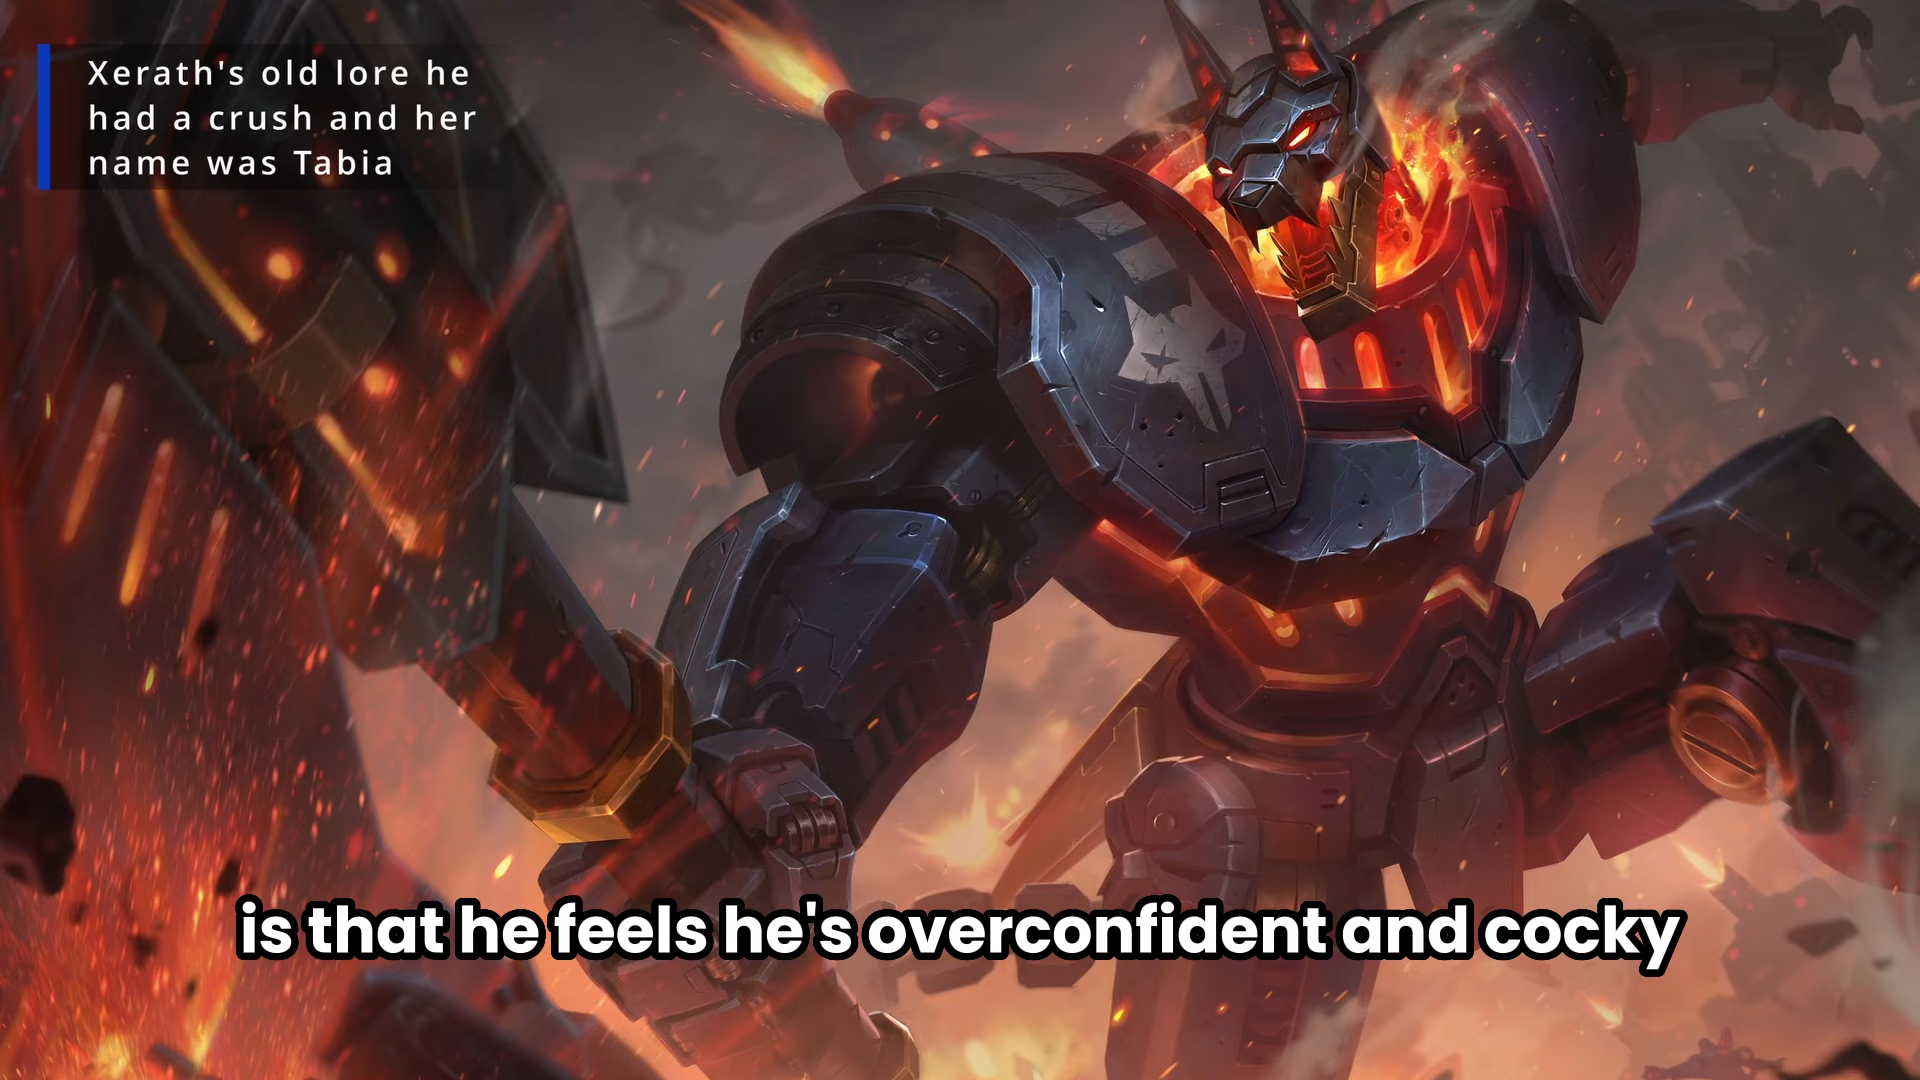 Xerath's old lore he
had a crush and her
name was Tabia
is that he feels he's overconfident and cocky